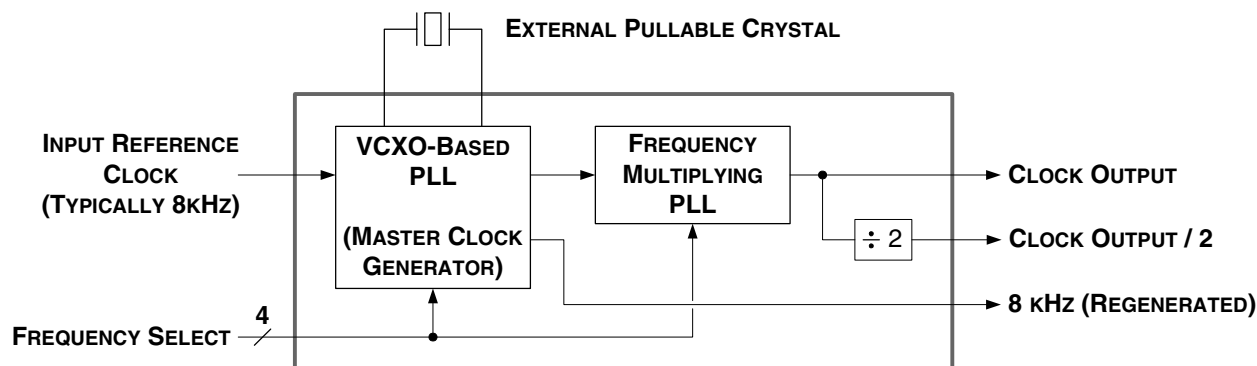 EXTERNAL PULLABLE CRYSTAL
INPUT REFERENCE
CLOCK
(TYPICALLY 8KHZ)
VCXO-BASED
PLL
(MASTER CLOCK
GENERATOR)
FREQUENCY
MULTIPLYING
PLL
CLOCK OUTPUT
÷ 2
CLOCK OUTPUT / 2
8 KHZ (REGENERATED)
FREQUENCY SELECT
4